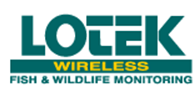 LOTEK
WIRELESS
FISH & WILDLIFE MONITORING